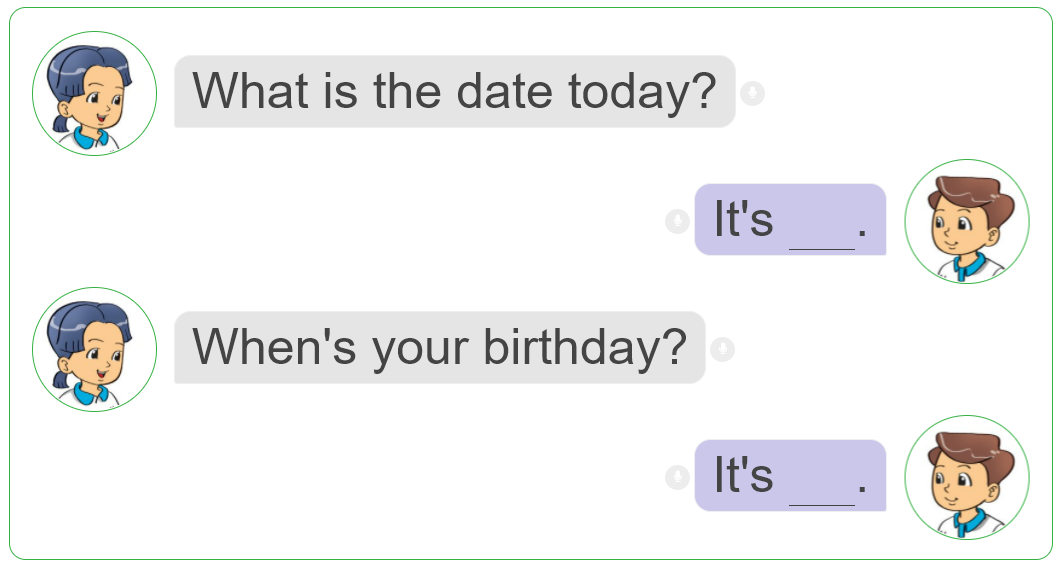 What is the date today?
It's ___.
When's your birthday?
It's ___.